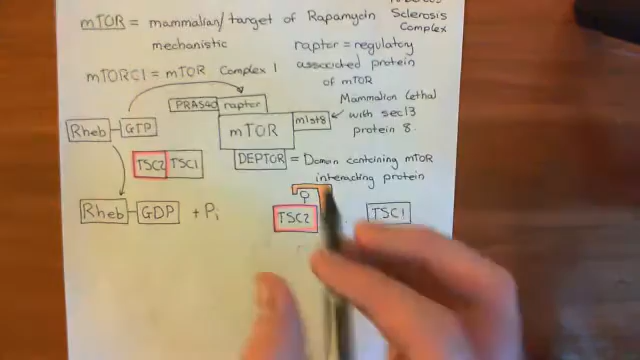 mTOR = mammalian/target of Rapamycin
Sclerosis
Complex
mechanistic
raptor = regulatory
associated protein
of mTOR
mTORC1 = mTOR Complex 1
Mammalian lethal
with sec13
protein 8.
PRAS40 raptor
mTOR
mlst8
Rheb GTP
DEPTOR = Domain containing mTOR
interacting protein
TSC2 TSC1
Rheb GDP + Pi
P
TSC2
TSC1